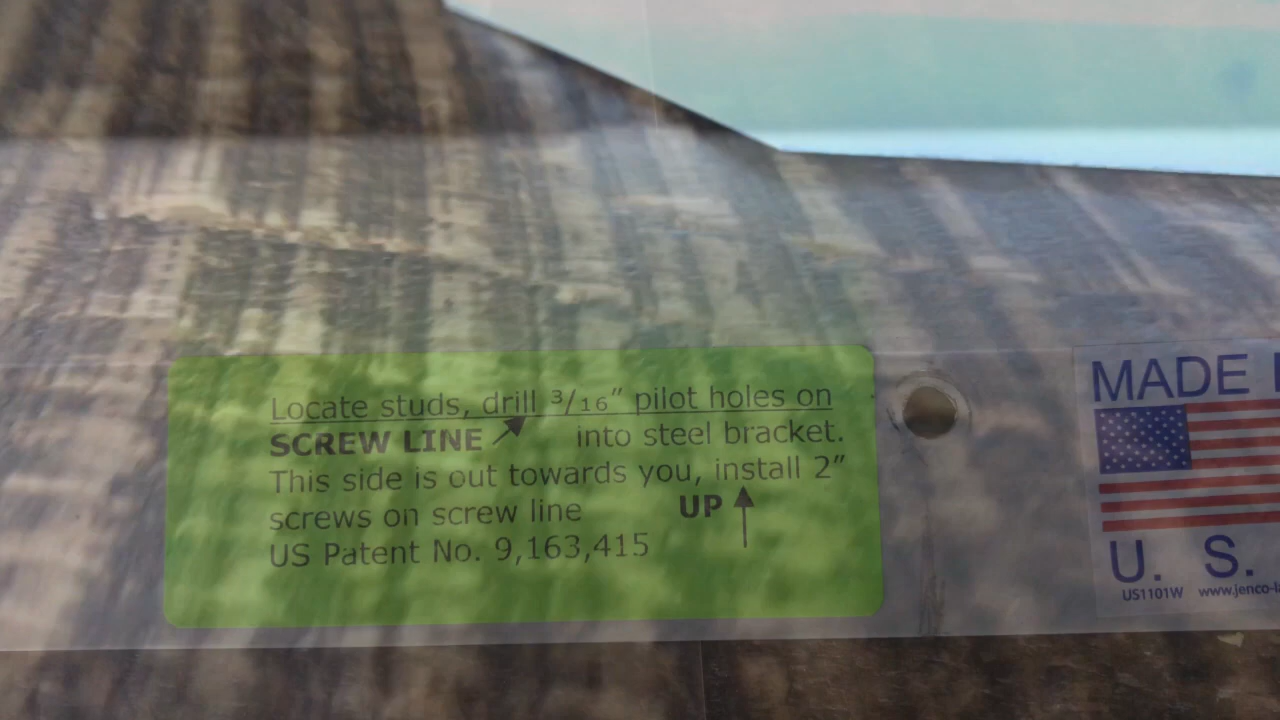 Locate studs, drill 3/16" pilot holes on
SCREW LINE into steel bracket.
This side is out towards you, install 2"
screws on screw line UP
US Patent No. 9,163,415
MADE
U. S.
US1101W www.jenco-